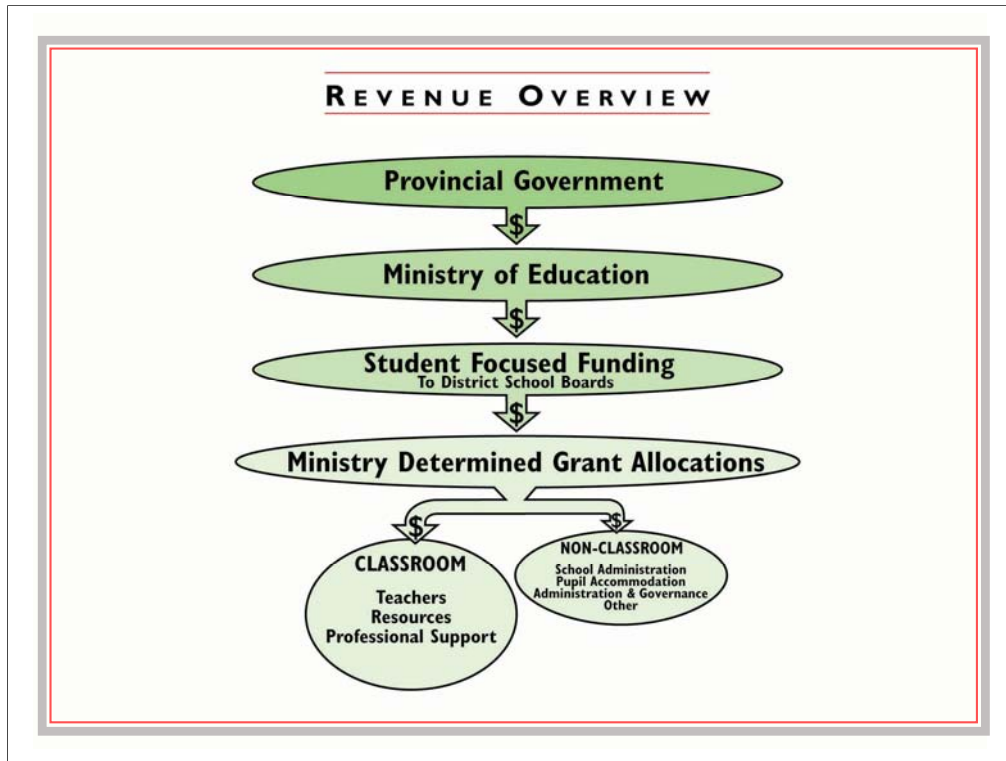 REVENUE OVERVIEW
Provincial Government
$
Ministry of Education
$
Student Focused Funding
To District School Boards
$
Ministry Determined Grant Allocations
$
CLASSROOM
Teachers
Resources
Professional Support
$
NON-CLASSROOM
School Administration
Pupil Accommodation
Administration & Governance
Other